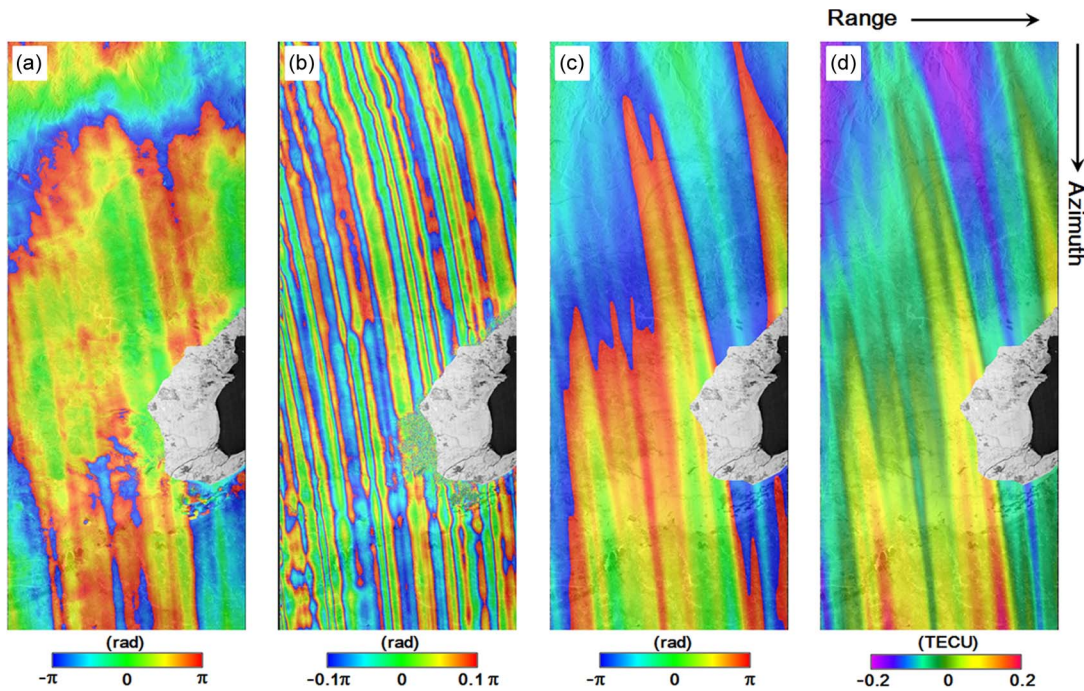 Range
(a)
(b)
(c)
(d)
Azimuth
(rad)
(rad)
(rad)
(TECU)
−π 0 π
−0.1π 0 0.1 π
−π 0 π
−0.2 0 0.2